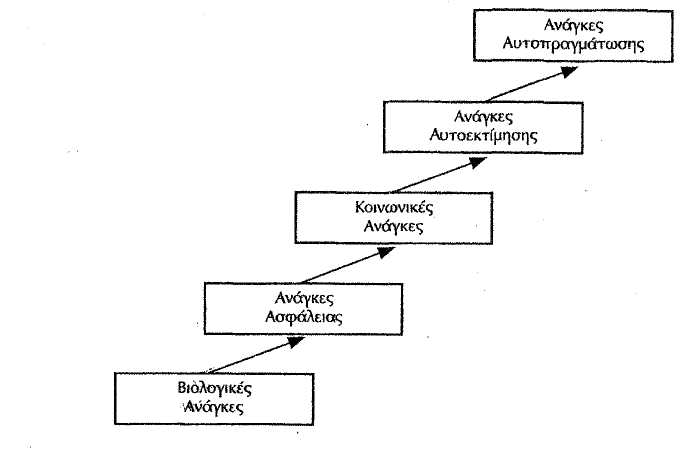 Ανάγκες
Αυτοπραγμάτωσης
Ανάγκες
Αυτοεκτίμησης
Κοινωνικές
Ανάγκες
Ανάγκες
Ασφάλειας
Βιολογικές
Ανάγκες